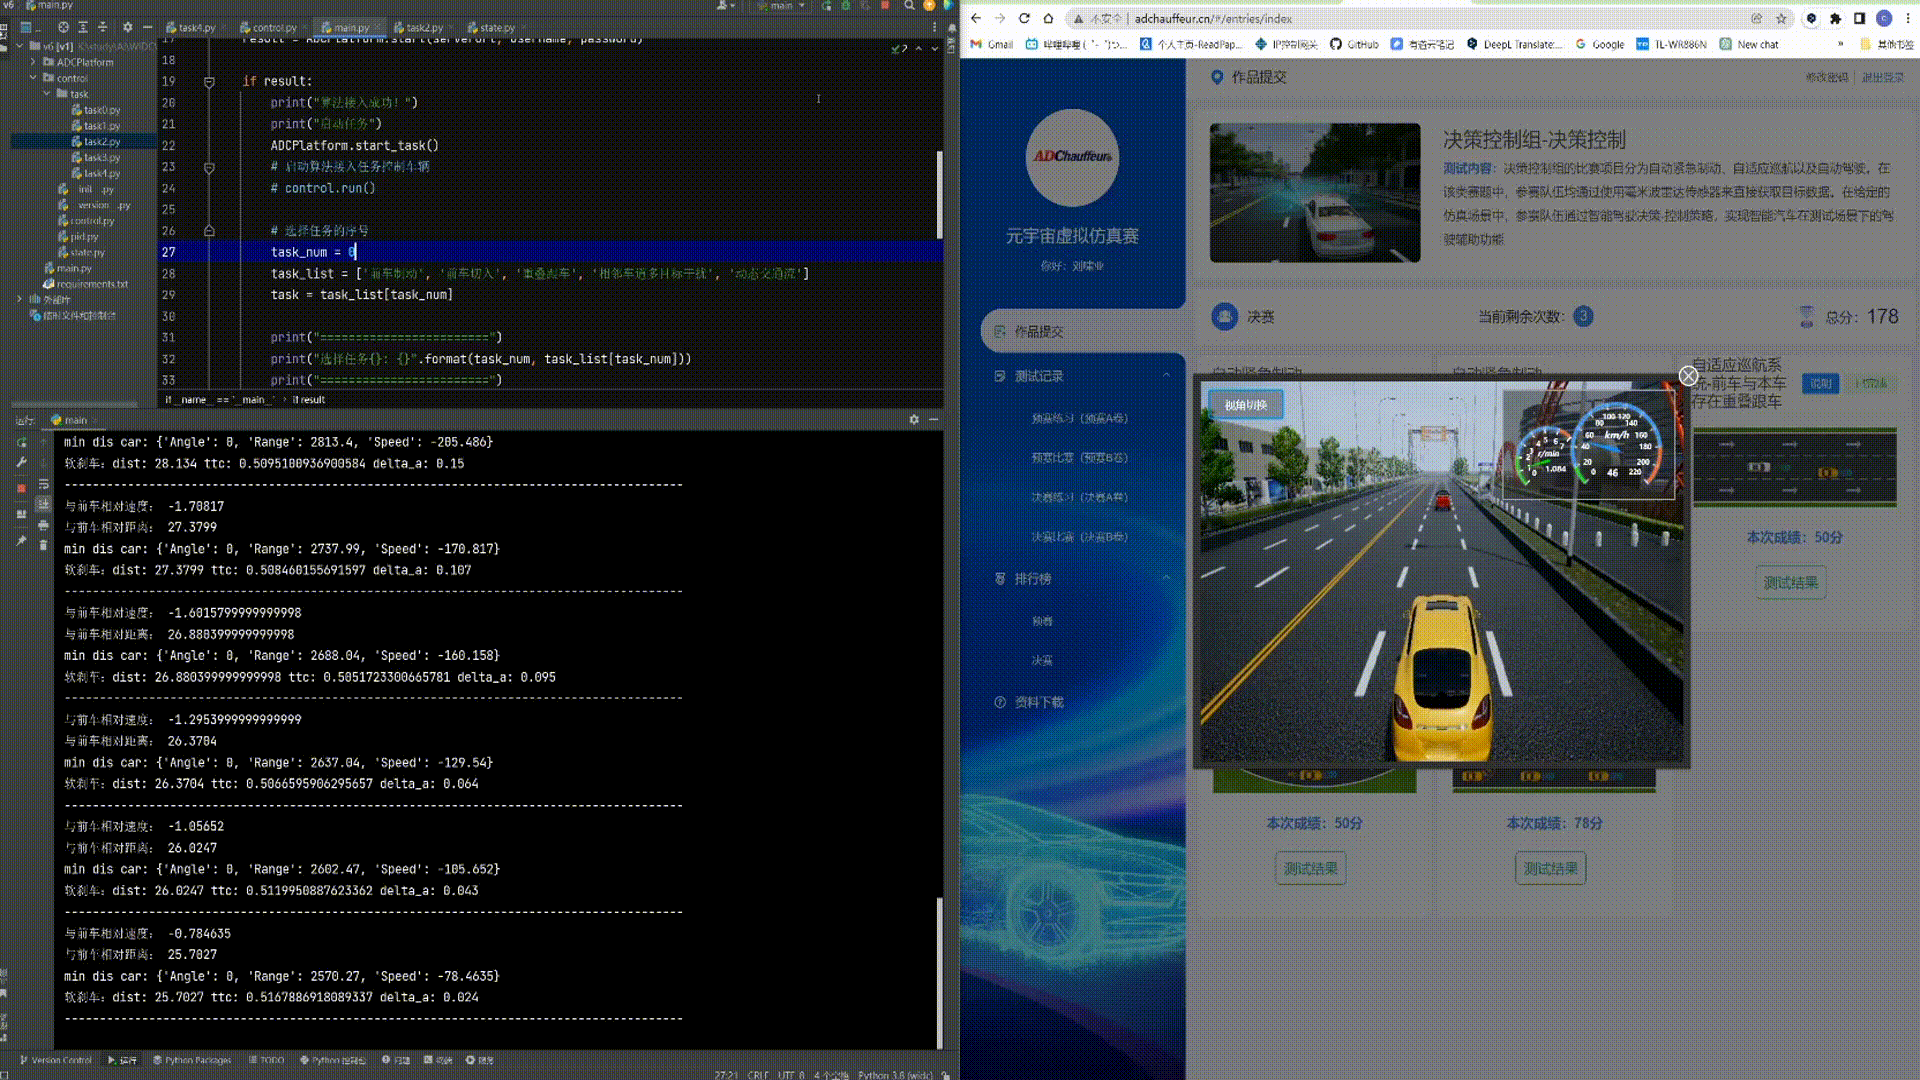 v6
main.py
main
task4.py
control.py
main.py
task2.py
state.py
v6 [v1]
ADCPlatform
control
task
task0.py
task1.py
task2.py
task3.py
task4.py
control.py
pid.py
state.py
main.py
requirements.txt
外部库
临时文件和控制台
17 result = ADCPlatform.start(serverUrl, username, password)
18
19 if result:
20 print("算法接入成功！")
21 print("启动任务")
22 ADCPlatform.start_task()
23 # 启动算法接入任务控制车辆
24 # control.run()
25
26 # 选择任务的序号
27 task_num = 0
28 task_list = ['前车制动', '前车切入', '重叠跟车', '相邻车道多目标干扰', '动态交通流']
29 task = task_list[task_num]
30
31 print("========================")
32 print("选择任务{}: {}".format(task_num, task_list[task_num]))
33 print("========================")
if __name__ == '__main__' › if result
运行: main
min dis car: {'Angle': 0, 'Range': 2813.4, 'Speed': -205.486}
软刹车: dist: 28.134 ttc: 0.5095100936900584 delta_a: 0.15
与前车相对速度: -1.70817
与前车相对距离: 27.3799
min dis car: {'Angle': 0, 'Range': 2737.99, 'Speed': -170.817}
软刹车: dist: 27.3799 ttc: 0.508460155691597 delta_a: 0.107
与前车相对速度: -1.6015799999999998
与前车相对距离: 26.880399999999998
min dis car: {'Angle': 0, 'Range': 2688.04, 'Speed': -160.158}
软刹车: dist: 26.880399999999998 ttc: 0.5051723300665781 delta_a: 0.095
与前车相对速度: -1.2953999999999999
与前车相对距离: 26.3704
min dis car: {'Angle': 0, 'Range': 2637.04, 'Speed': -129.54}
软刹车: dist: 26.3704 ttc: 0.5066595906295657 delta_a: 0.064
与前车相对速度: -1.05652
与前车相对距离: 26.0247
min dis car: {'Angle': 0, 'Range': 2602.47, 'Speed': -105.652}
软刹车: dist: 26.0247 ttc: 0.5119950887623362 delta_a: 0.043
与前车相对速度: -0.784635
与前车相对距离: 25.7027
min dis car: {'Angle': 0, 'Range': 2570.27, 'Speed': -78.4635}
软刹车: dist: 25.7027 ttc: 0.5167886918089337 delta_a: 0.024
Version Control 运行 Python Packages TODO Python 控制台 问题 终端 服务
27:21 CRLF UTF-8 4 个空格 Python 3.8 (widc)
不安全 | adchauffeur.cn/#/entries/index
Gmail
个人主页-ReadPap...
IP控制网关
GitHub
有道云笔记
DeepL Translate:...
Google
TL-WR886N
New chat
其他书签
ADChauffeur
元宇宙虚拟仿真赛
作品提交
测试记录
预赛练习（预赛A卷）
预赛比赛（预赛B卷）
决赛练习（决赛A卷）
决赛比赛（决赛B卷）
排行榜
预赛
决赛
资料下载
作品提交
修改密码 | 退出登录
决策控制组-决策控制
测试内容：决策控制组的比赛项目分为自动紧急制动、自适应巡航以及自动驾驶。在
该类赛题中，参赛队伍均通过使用毫米波雷达传感器来直接获取目标数据。在给定的
仿真场景中，参赛队伍通过智能驾驶决策-控制策略，实现智能汽车在测试场景下的驾
驶辅助功能
决赛
当前剩余次数： 3
总分：178
自适应巡航系
统-前车与本车
存在重叠跟车
说明
本次成绩：50分
测试结果
视角切换
km/h
r/min
1.084
46
本次成绩：50分
测试结果
本次成绩：78分
测试结果